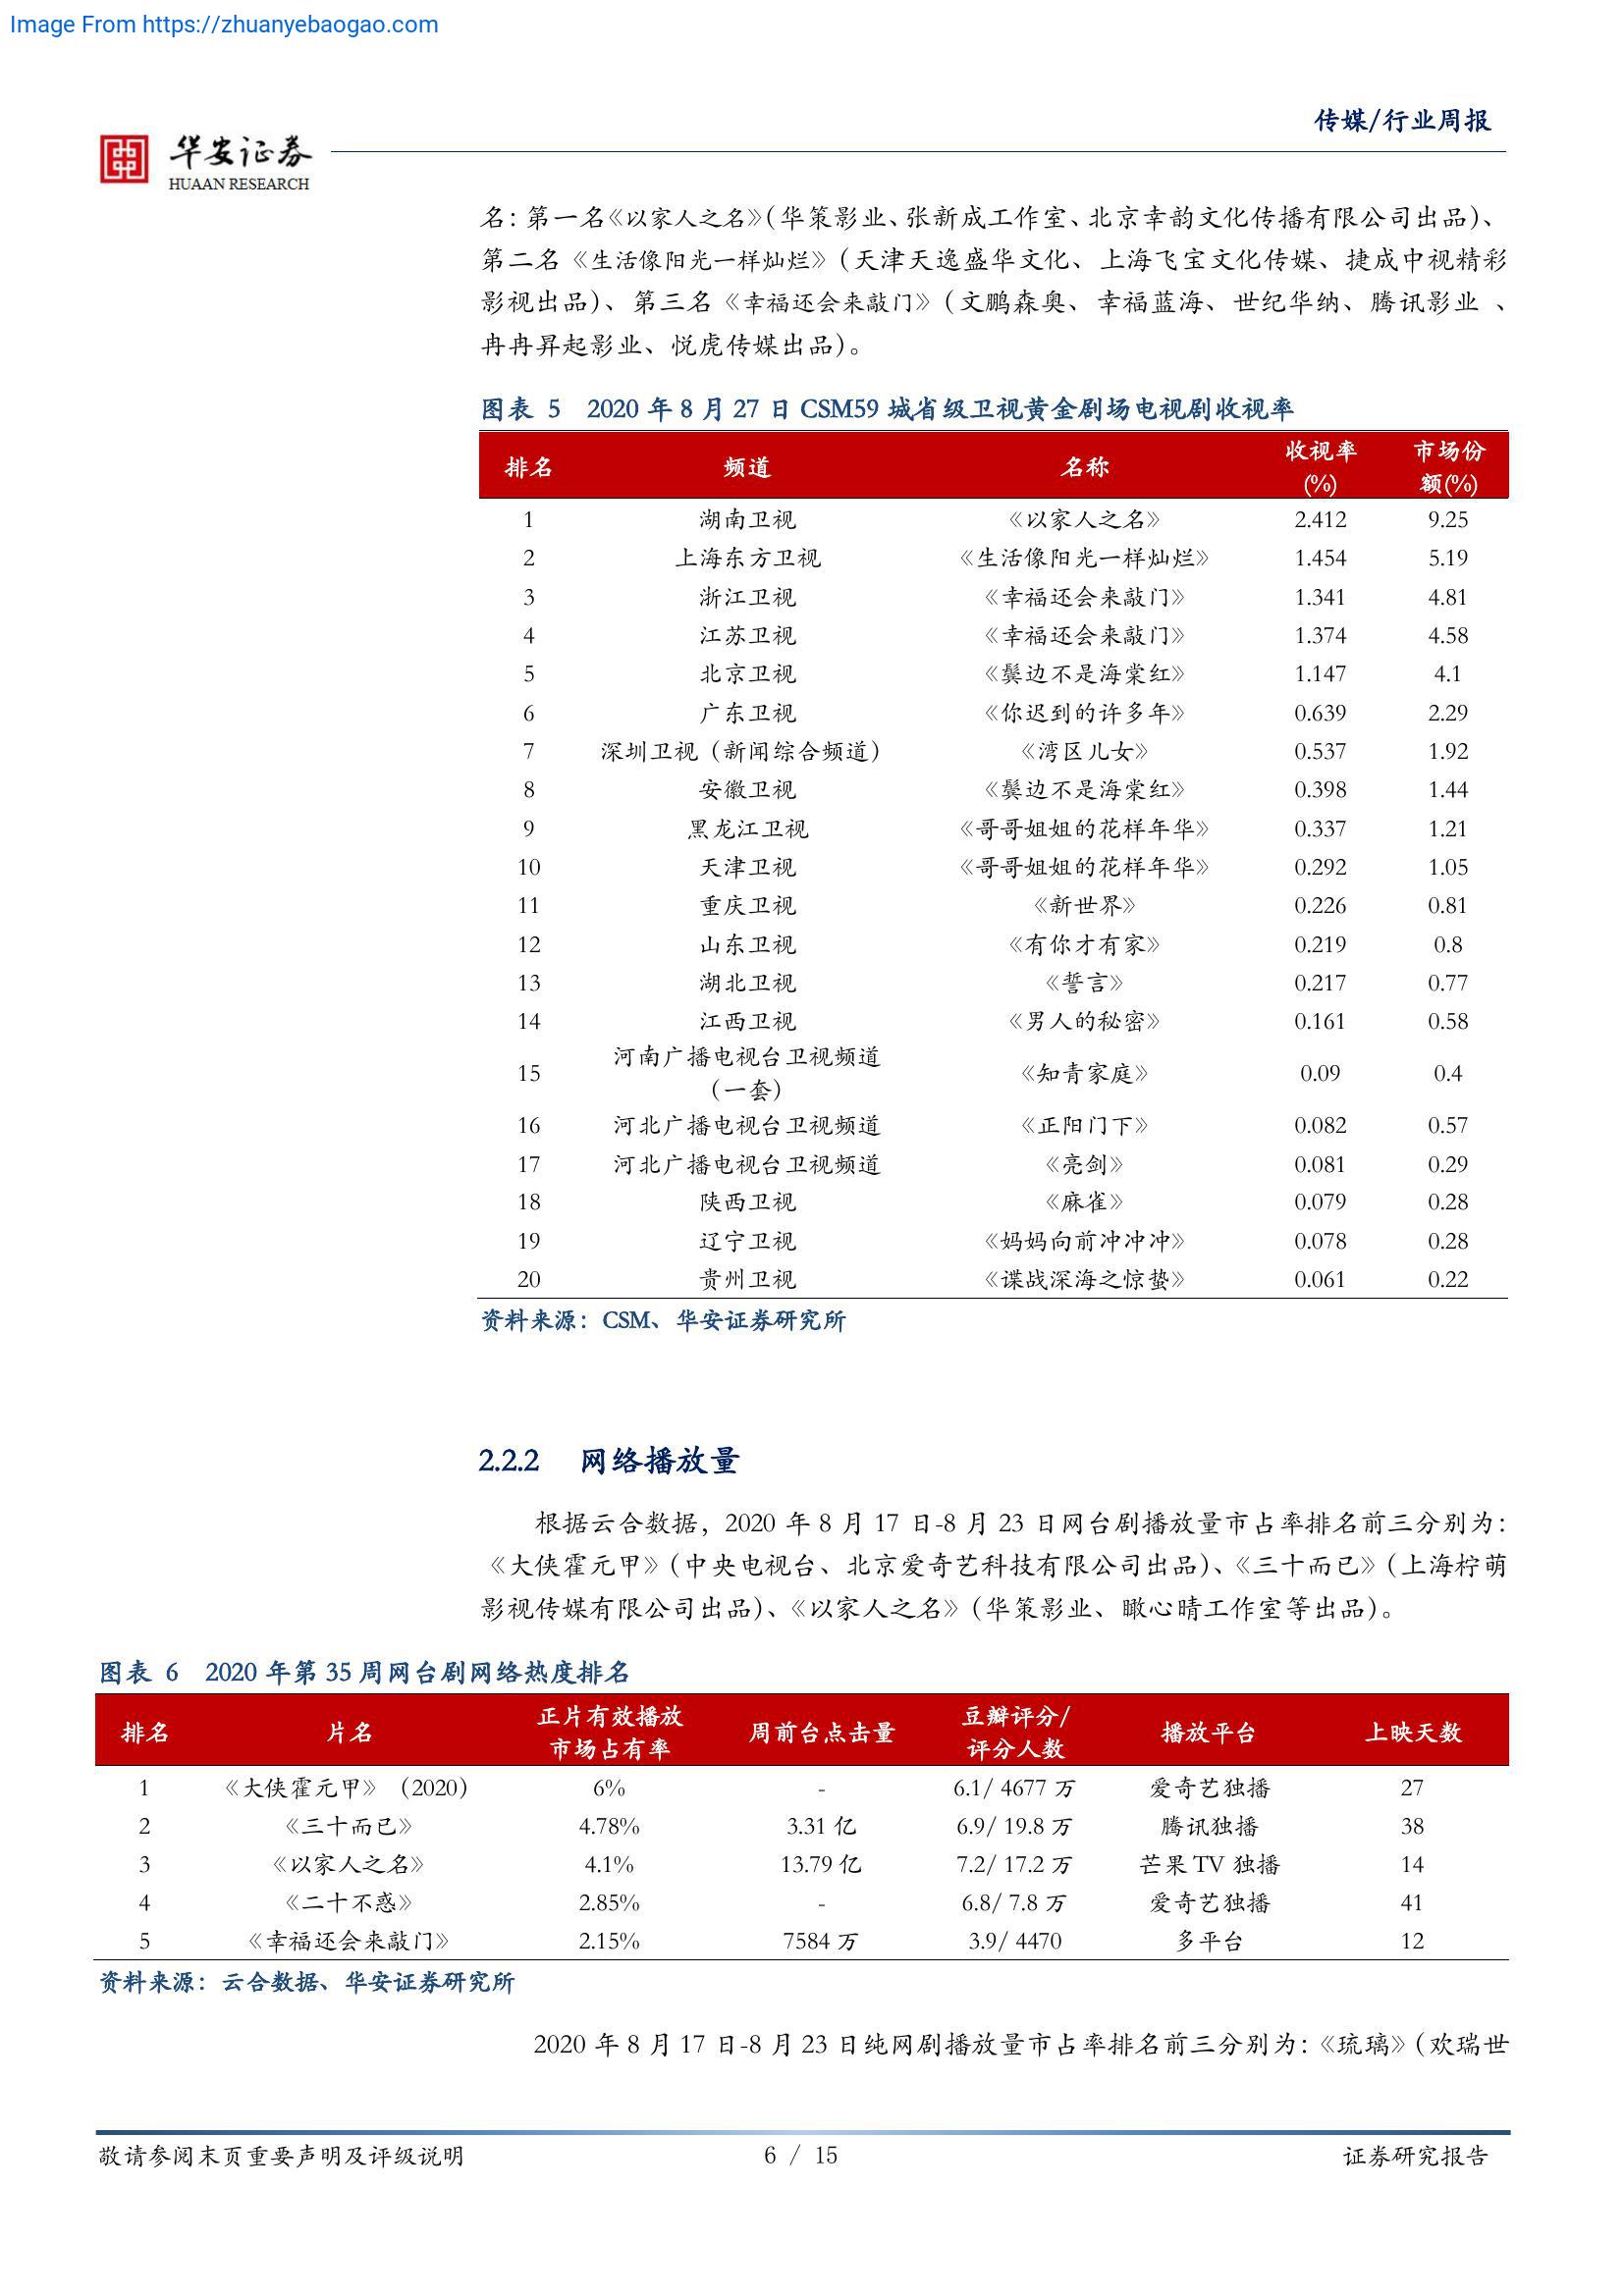 Image From https://zhuanyebaogao.com
传媒/行业周报
华安证券
HUAAN RESEARCH
名：第一名《以家人之名》（华策影业、张新成工作室、北京幸韵文化传播有限公司出品）、
第二名《生活像阳光一样灿烂》（天津天逸盛华文化、上海飞宝文化传媒、捷成中视精彩
影视出品）、第三名《幸福还会来敲门》（文鹏森奥、幸福蓝海、世纪华纳、腾讯影业 、
冉冉昇起影业、悦虎传媒出品）。
图表 5 2020 年 8 月 27 日 CSM59 城省级卫视黄金剧场电视剧收视率
排名 频道 名称 收视率(%) 市场份额(%)
1 湖南卫视 《以家人之名》 2.412 9.25
2 上海东方卫视 《生活像阳光一样灿烂》 1.454 5.19
3 浙江卫视 《幸福还会来敲门》 1.341 4.81
4 江苏卫视 《幸福还会来敲门》 1.374 4.58
5 北京卫视 《鬓边不是海棠红》 1.147 4.1
6 广东卫视 《你迟到的许多年》 0.639 2.29
7 深圳卫视（新闻综合频道） 《湾区儿女》 0.537 1.92
8 安徽卫视 《鬓边不是海棠红》 0.398 1.44
9 黑龙江卫视 《哥哥姐姐的花样年华》 0.337 1.21
10 天津卫视 《哥哥姐姐的花样年华》 0.292 1.05
11 重庆卫视 《新世界》 0.226 0.81
12 山东卫视 《有你才有家》 0.219 0.8
13 湖北卫视 《誓言》 0.217 0.77
14 江西卫视 《男人的秘密》 0.161 0.58
15 河南广播电视台卫视频道（一套） 《知青家庭》 0.09 0.4
16 河北广播电视台卫视频道 《正阳门下》 0.082 0.57
17 河北广播电视台卫视频道 《亮剑》 0.081 0.29
18 陕西卫视 《麻雀》 0.079 0.28
19 辽宁卫视 《妈妈向前冲冲冲》 0.078 0.28
20 贵州卫视 《谍战深海之惊蛰》 0.061 0.22
资料来源：CSM、华安证券研究所
2.2.2 网络播放量
根据云合数据，2020 年 8 月 17 日-8 月 23 日网台剧播放量市占率排名前三分别为：
《大侠霍元甲》（中央电视台、北京爱奇艺科技有限公司出品）、《三十而已》（上海柠萌
影视传媒有限公司出品）、《以家人之名》（华策影业、瞰心晴工作室等出品）。
图表 6 2020 年第 35 周网台剧网络热度排名
排名 片名 正片有效播放市场占有率 周前台点击量 豆瓣评分/评分人数 播放平台 上映天数
1 《大侠霍元甲》（2020） 6% - 6.1/ 4677 万 爱奇艺独播 27
2 《三十而已》 4.78% 3.31 亿 6.9/ 19.8 万 腾讯独播 38
3 《以家人之名》 4.1% 13.79 亿 7.2/ 17.2 万 芒果 TV 独播 14
4 《二十不惑》 2.85% - 6.8/ 7.8 万 爱奇艺独播 41
5 《幸福还会来敲门》 2.15% 7584 万 3.9/ 4470 多平台 12
资料来源：云合数据、华安证券研究所
2020 年 8 月 17 日-8 月 23 日纯网剧播放量市占率排名前三分别为：《琉璃》（欢瑞世
敬请参阅末页重要声明及评级说明
6 / 15
证券研究报告